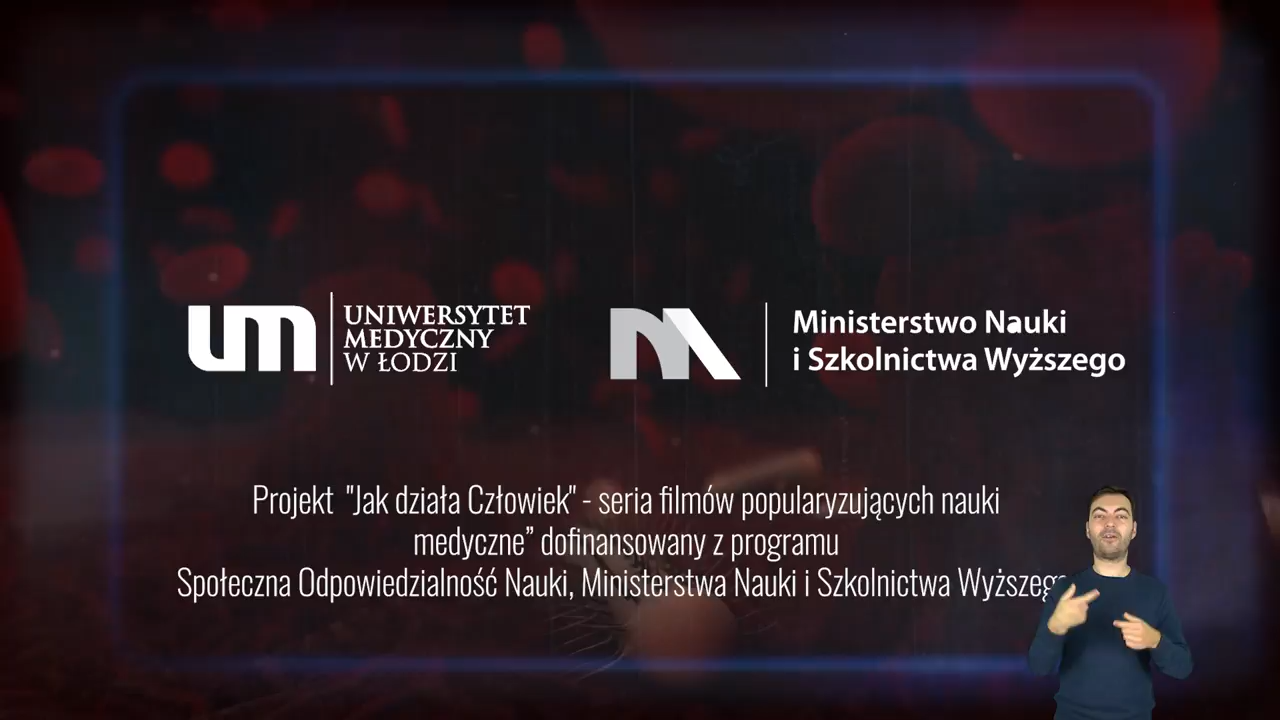 um
UNIWERSYTET
MEDYCZNY
W ŁODZI
Ministerstwo Nauki
i Szkolnictwa Wyższego
Projekt "Jak działa Człowiek" - seria filmów popularyzujących nauki
medyczne” dofinansowany z programu
Społeczna Odpowiedzialność Nauki, Ministerstwa Nauki i Szkolnictwa Wyższego